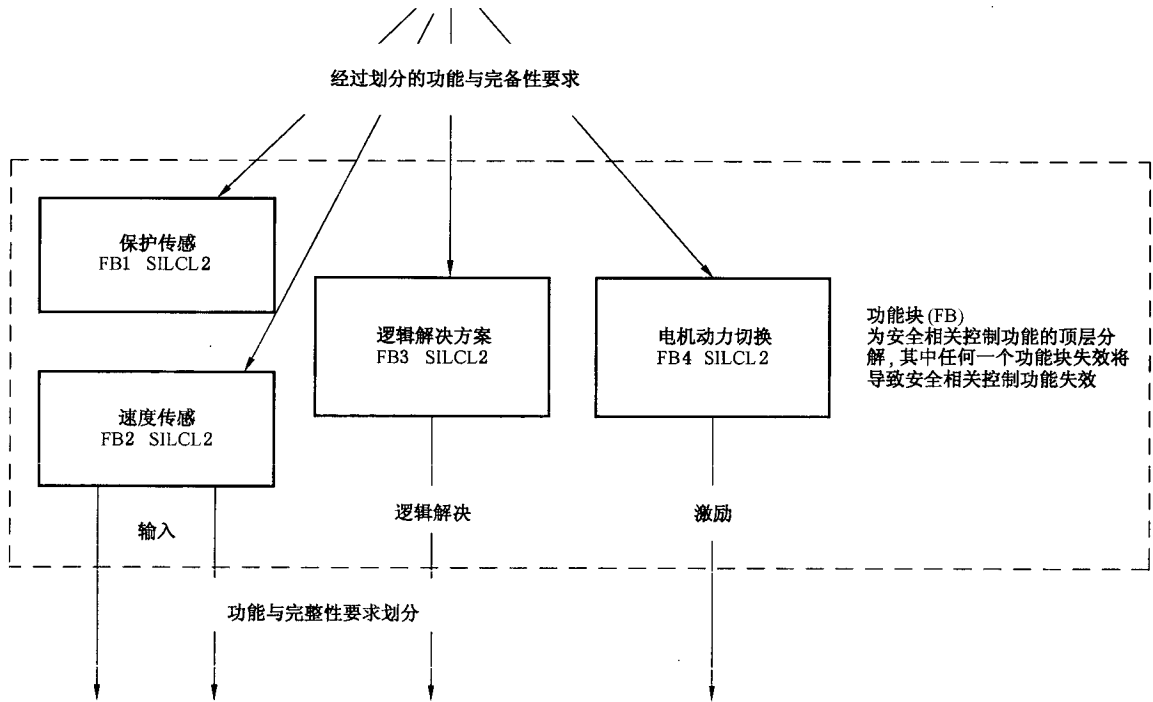 经过划分的功能与完备性要求
保护传感
FB1 SILCL2
速度传感
FB2 SILCL2
逻辑解决方案
FB3 SILCL2
电机动力切换
FB4 SILCL2
功能块(FB)
为安全相关控制功能的顶层分
解,其中任何一个功能块失效将
导致安全相关控制功能失效
输入
逻辑解决
激励
功能与完整性要求划分